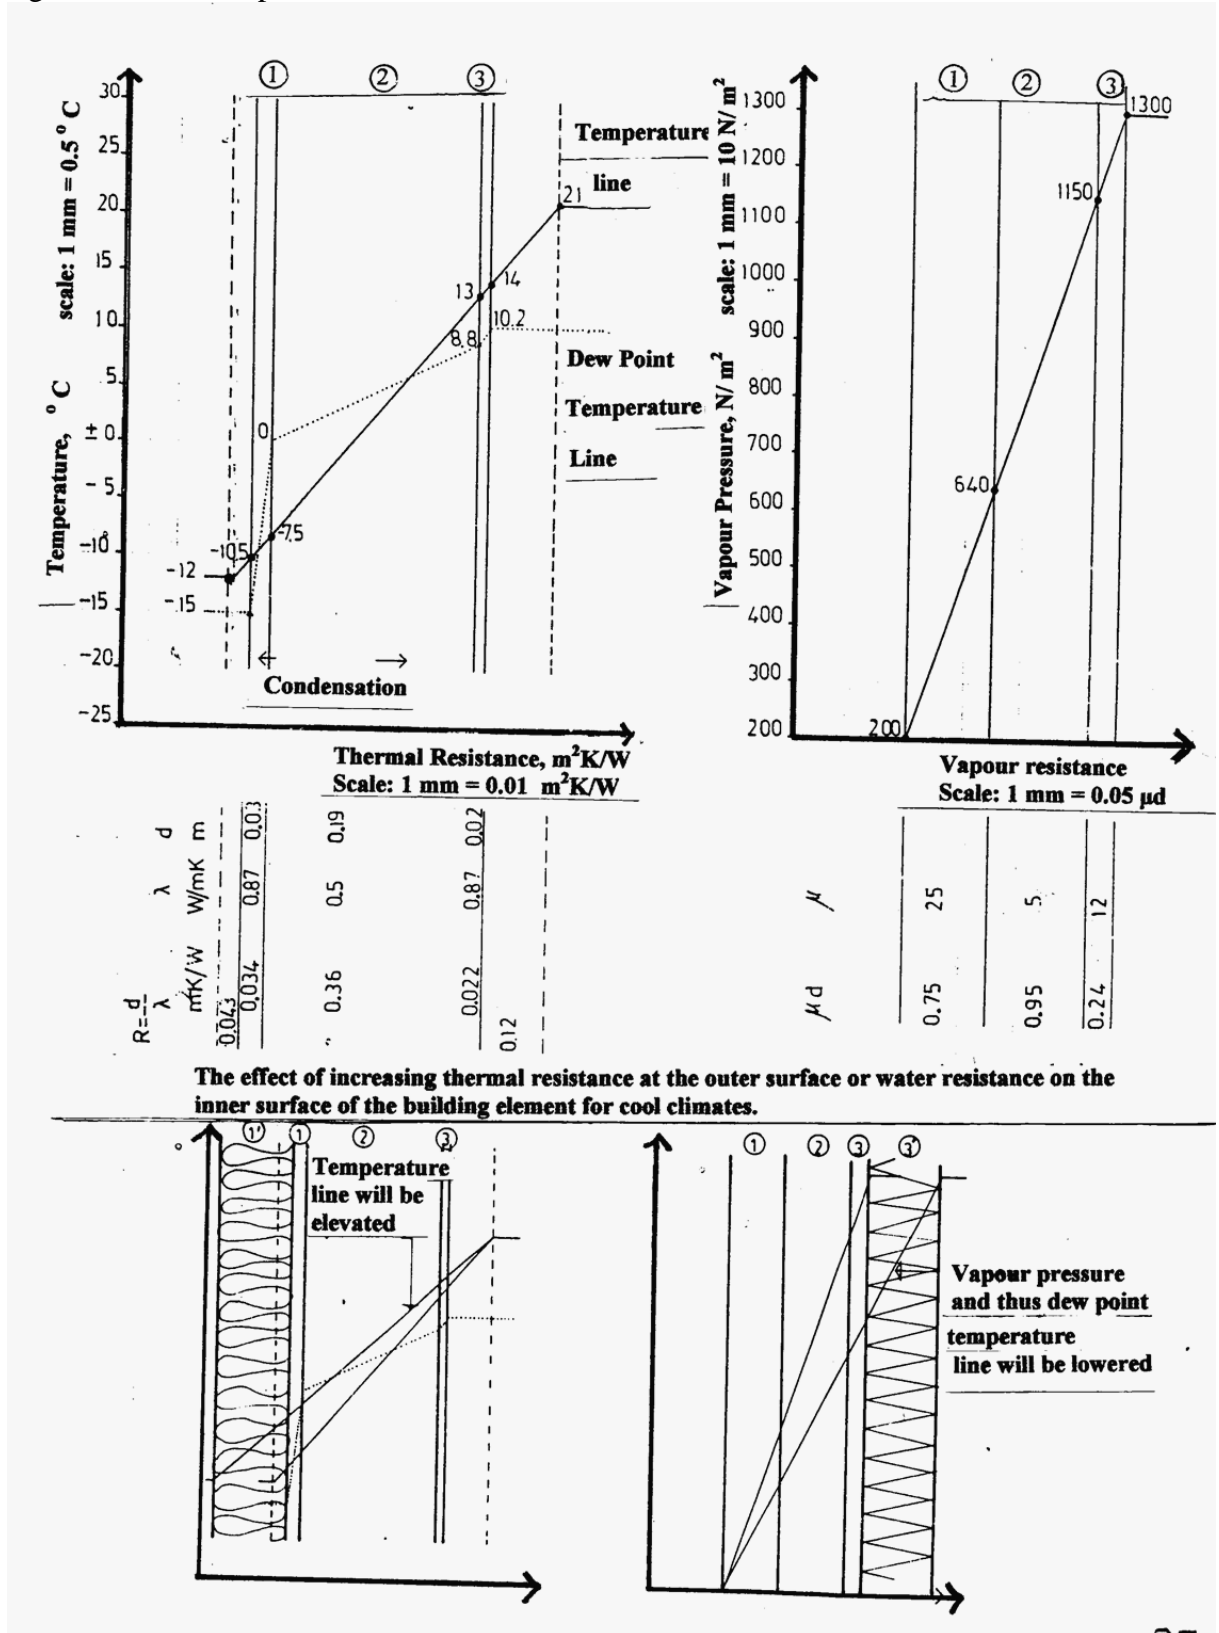 ① ② ③
30
25
20
15
10
5
± 0
- 5
-10
-15
-20
-25
Temperature, °C scale: 1 mm = 0.5° C
Temperature
line
21
14
13
10.2
8.8
0
-7.5
-10.5
-12
-15
Dew Point
Temperature
Line
Condensation
Thermal Resistance, m²K/W
Scale: 1 mm = 0.01 m²K/W
① ② ③
1300
1200
1100
1000
900
800
700
600
500
400
300
200
Vapour Pressure, N/ m² scale: 1 mm = 10 N/ m²
1300
1150
640
200
Vapour resistance
Scale: 1 mm = 0.05 µd
d m 0.03 0.19 0.02
λ W/mK 0.87 0.5 0.87
R=d/λ m²K/W 0.043 0.034 0.36 0.022 0.12
μ 25 5 12
μd 0.75 0.95 0.24
The effect of increasing thermal resistance at the outer surface or water resistance on the
inner surface of the building element for cool climates.
①' ① ② ③
Temperature
line will be
elevated
① ② ③ ③'
Vapour pressure
and thus dew point
temperature
line will be lowered